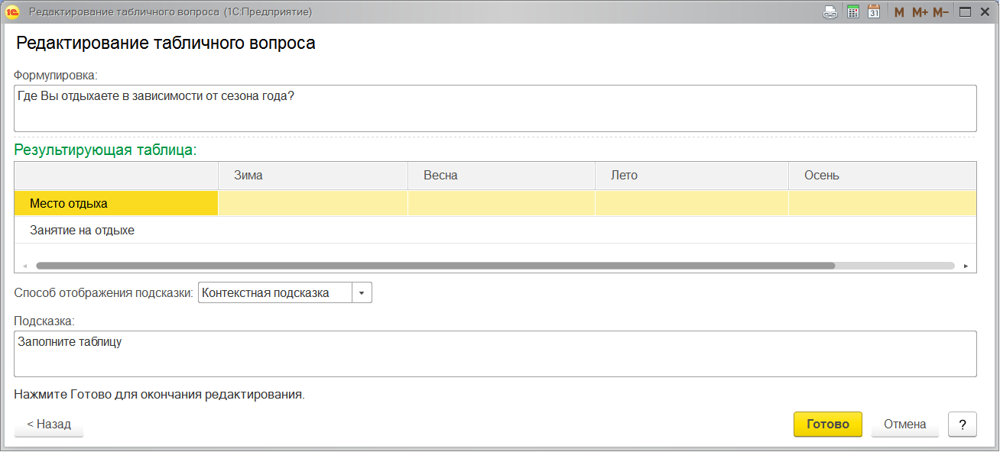 1С Редактирование табличного вопроса (1С:Предприятие) 31 M M+ M−
Редактирование табличного вопроса
Формулировка:
Где Вы отдыхаете в зависимости от сезона года?
Результирующая таблица:
Зима Весна Лето Осень
Место отдыха
Занятие на отдыхе
Способ отображения подсказки: Контекстная подсказка
Подсказка:
Заполните таблицу
Нажмите Готово для окончания редактирования.
< Назад Готово Отмена ?